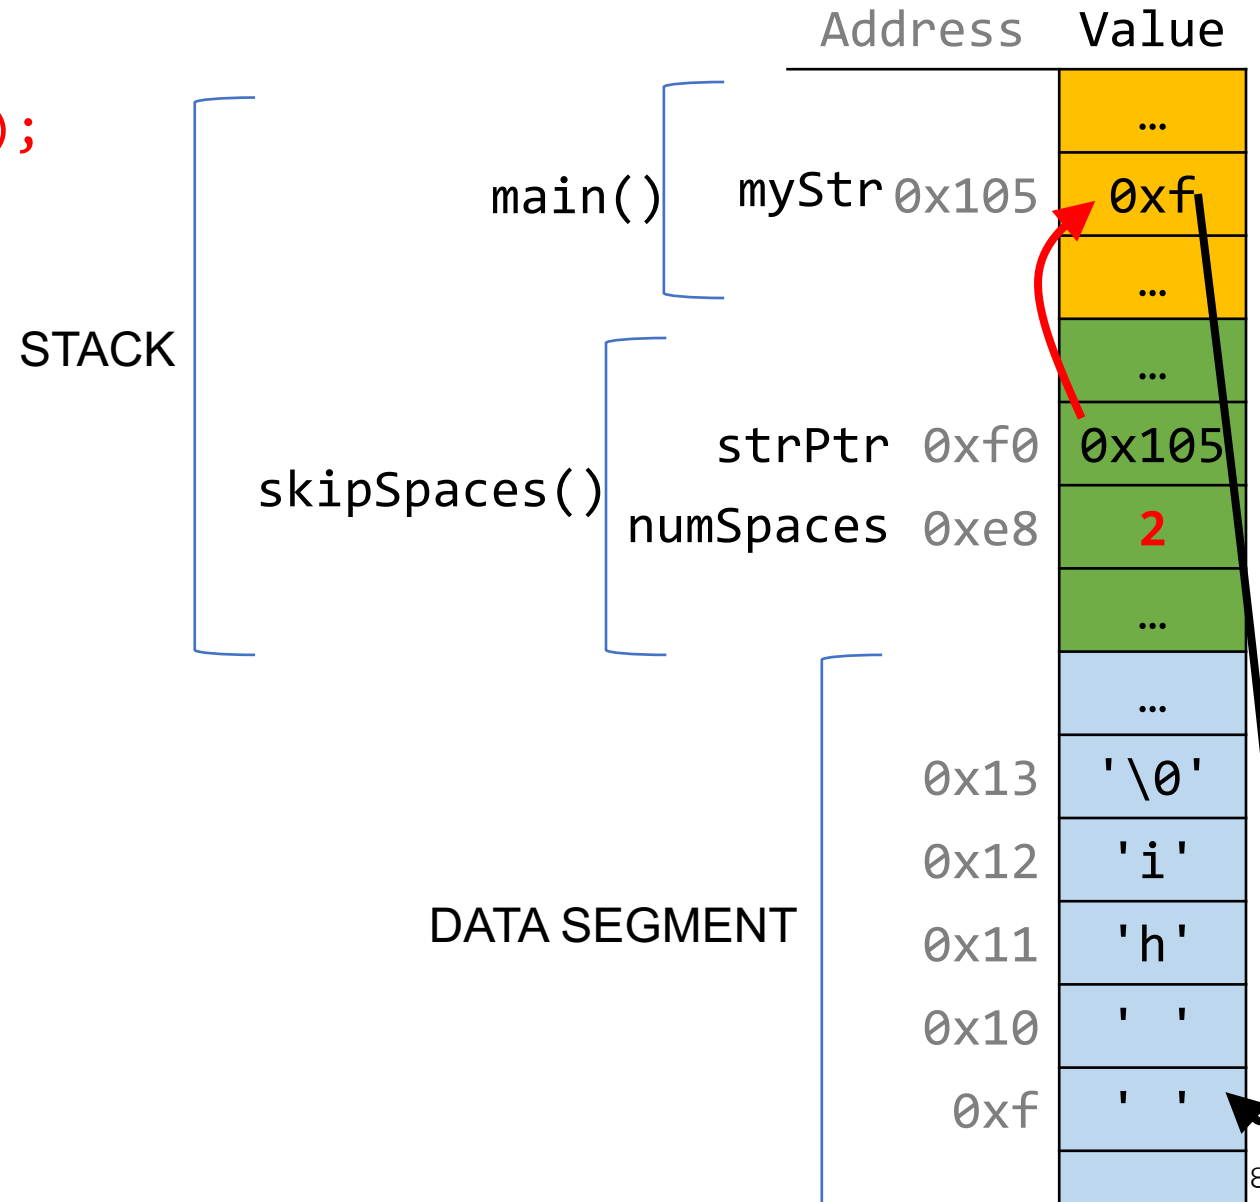 Address Value
…
);
main() myStr 0x105 0xf
…
STACK
…
strPtr 0xf0 0x105
skipSpaces()
numSpaces 0xe8 2
…
…
0x13 '\0'
0x12 'i'
DATA SEGMENT
0x11 'h'
0x10 ' '
0xf ' '